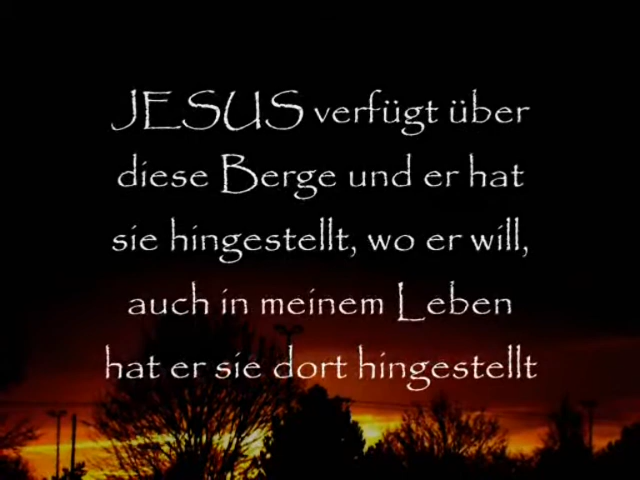 JESUS verfügt über
diese Berge und er hat
sie hingestellt, wo er will,
auch in meinem Leben
hat er sie dort hingestellt